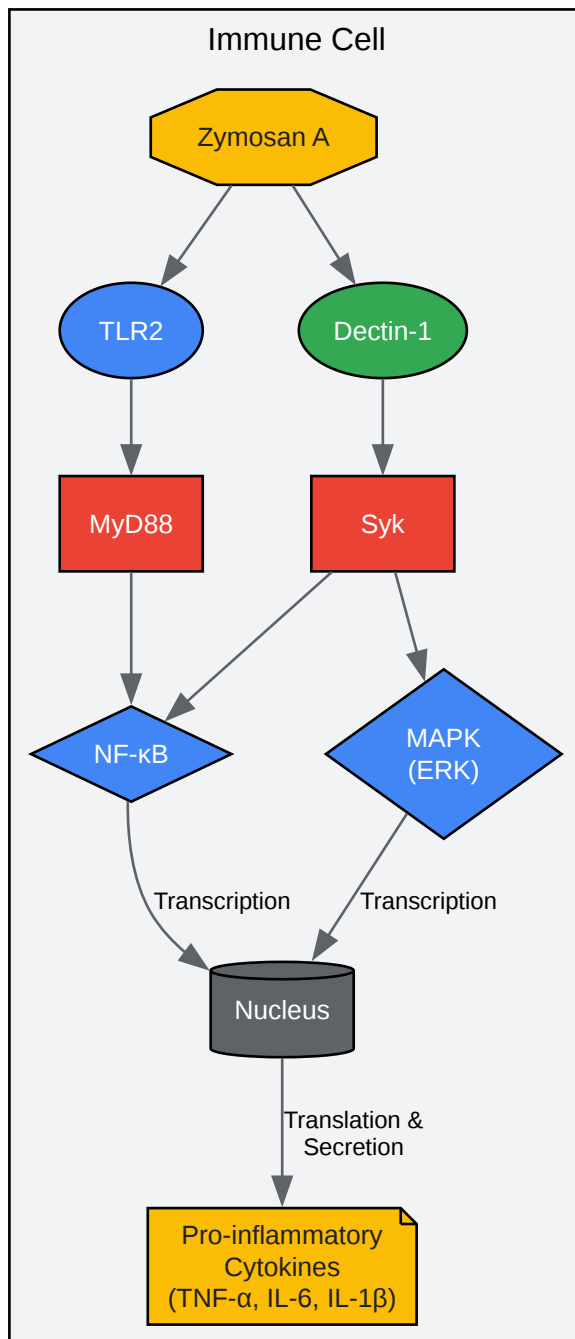 Immune Cell
Zymosan A
TLR2
Dectin-1
MyD88
Syk
NF-κB
MAPK
(ERK)
Transcription
Transcription
Nucleus
Translation &
Secretion
Pro-inflammatory
Cytokines
(TNF-α, IL-6, IL-1β)